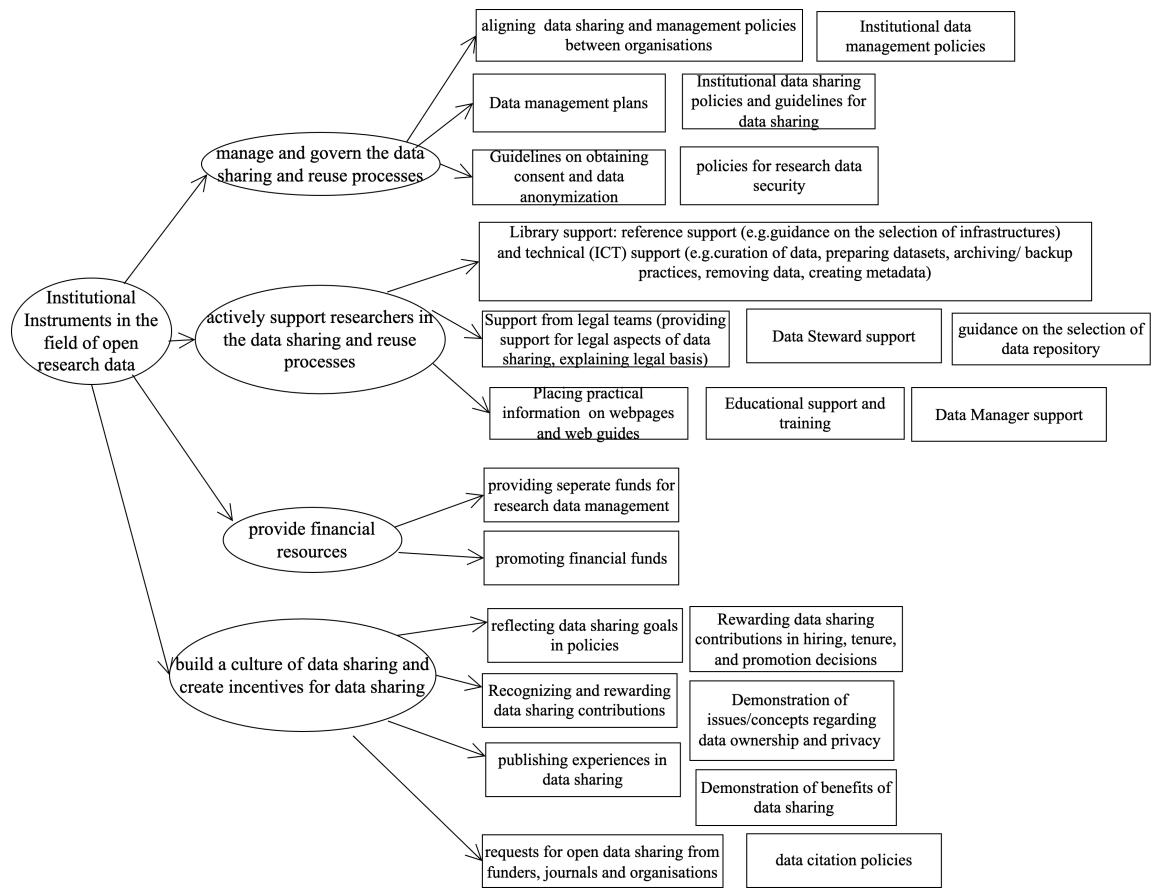 aligning data sharing and management policies
between organisations
Institutional data
management policies
Data management plans
Institutional data sharing
policies and guidelines for
data sharing
manage and govern the data
sharing and reuse processes
Guidelines on obtaining
consent and data
anonymization
policies for research data
security
Library support: reference support (e.g.guidance on the selection of infrastructures)
and technical (ICT) support (e.g.curation of data, preparing datasets, archiving/ backup
practices, removing data, creating metadata)
Institutional
Instruments in the
field of open
research data
actively support researchers in
the data sharing and reuse
processes
Support from legal teams (providing
support for legal aspects of data
sharing, explaining legal basis)
Data Steward support
guidance on the selection of
data repository
Placing practical
information on webpages
and web guides
Educational support and
training
Data Manager support
provide financial
resources
providing seperate funds for
research data management
promoting financial funds
build a culture of data sharing and
create incentives for data sharing
reflecting data sharing goals
in policies
Rewarding data sharing
contributions in hiring, tenure,
and promotion decisions
Recognizing and rewarding
data sharing contributions
Demonstration of
issues/concepts regarding
data ownership and privacy
publishing experiences in
data sharing
Demonstration of benefits of
data sharing
requests for open data sharing from
funders, journals and organisations
data citation policies